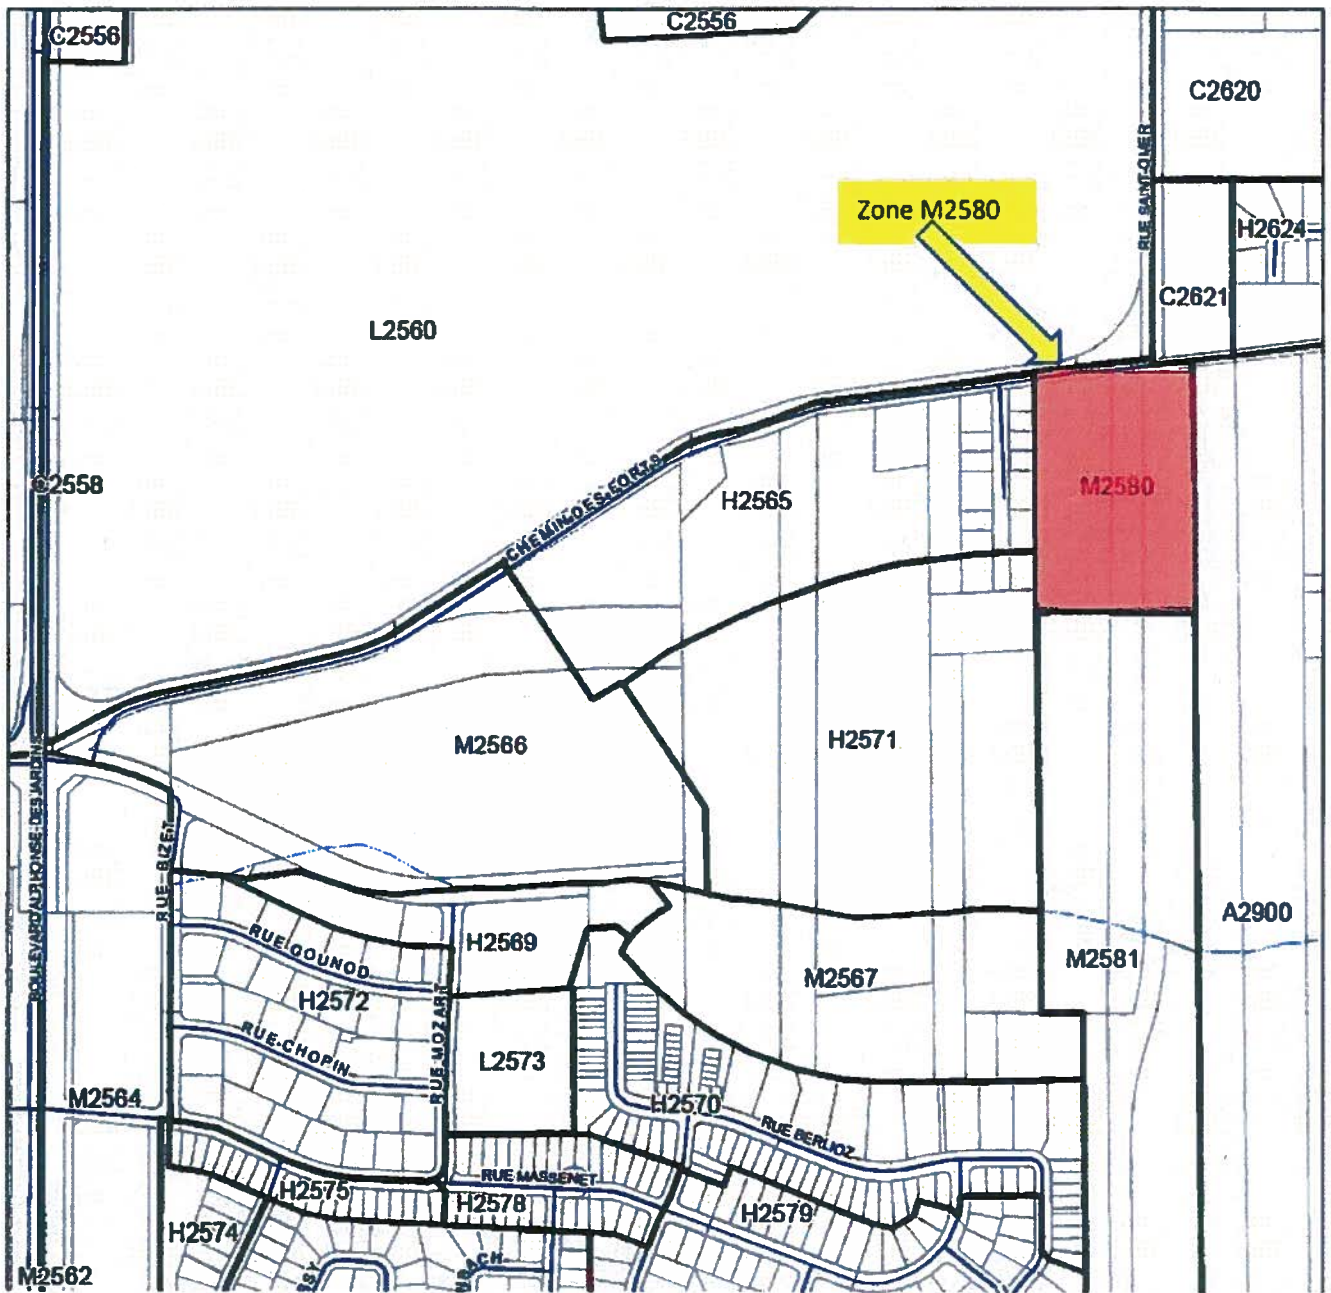 C2556
C2556
C2620
RUE SAINT-OMER
Zone M2580
H2624
C2621
L2560
C2558
M2580
H2565
CHEMIN DES FORTS
M2566
H2571
BOULEVARD ALPHONSE-DESJARDINS
RUE BIZET
A2900
H2569
M2581
M2567
RUE GOUNOD
H2572
RUE MOZART
RUE CHOPIN
L2573
M2564
H2570
RUE BERLIOZ
RUE MASSENET
H2575
H2578
H2579
H2574
M2562
SSY
NBACH